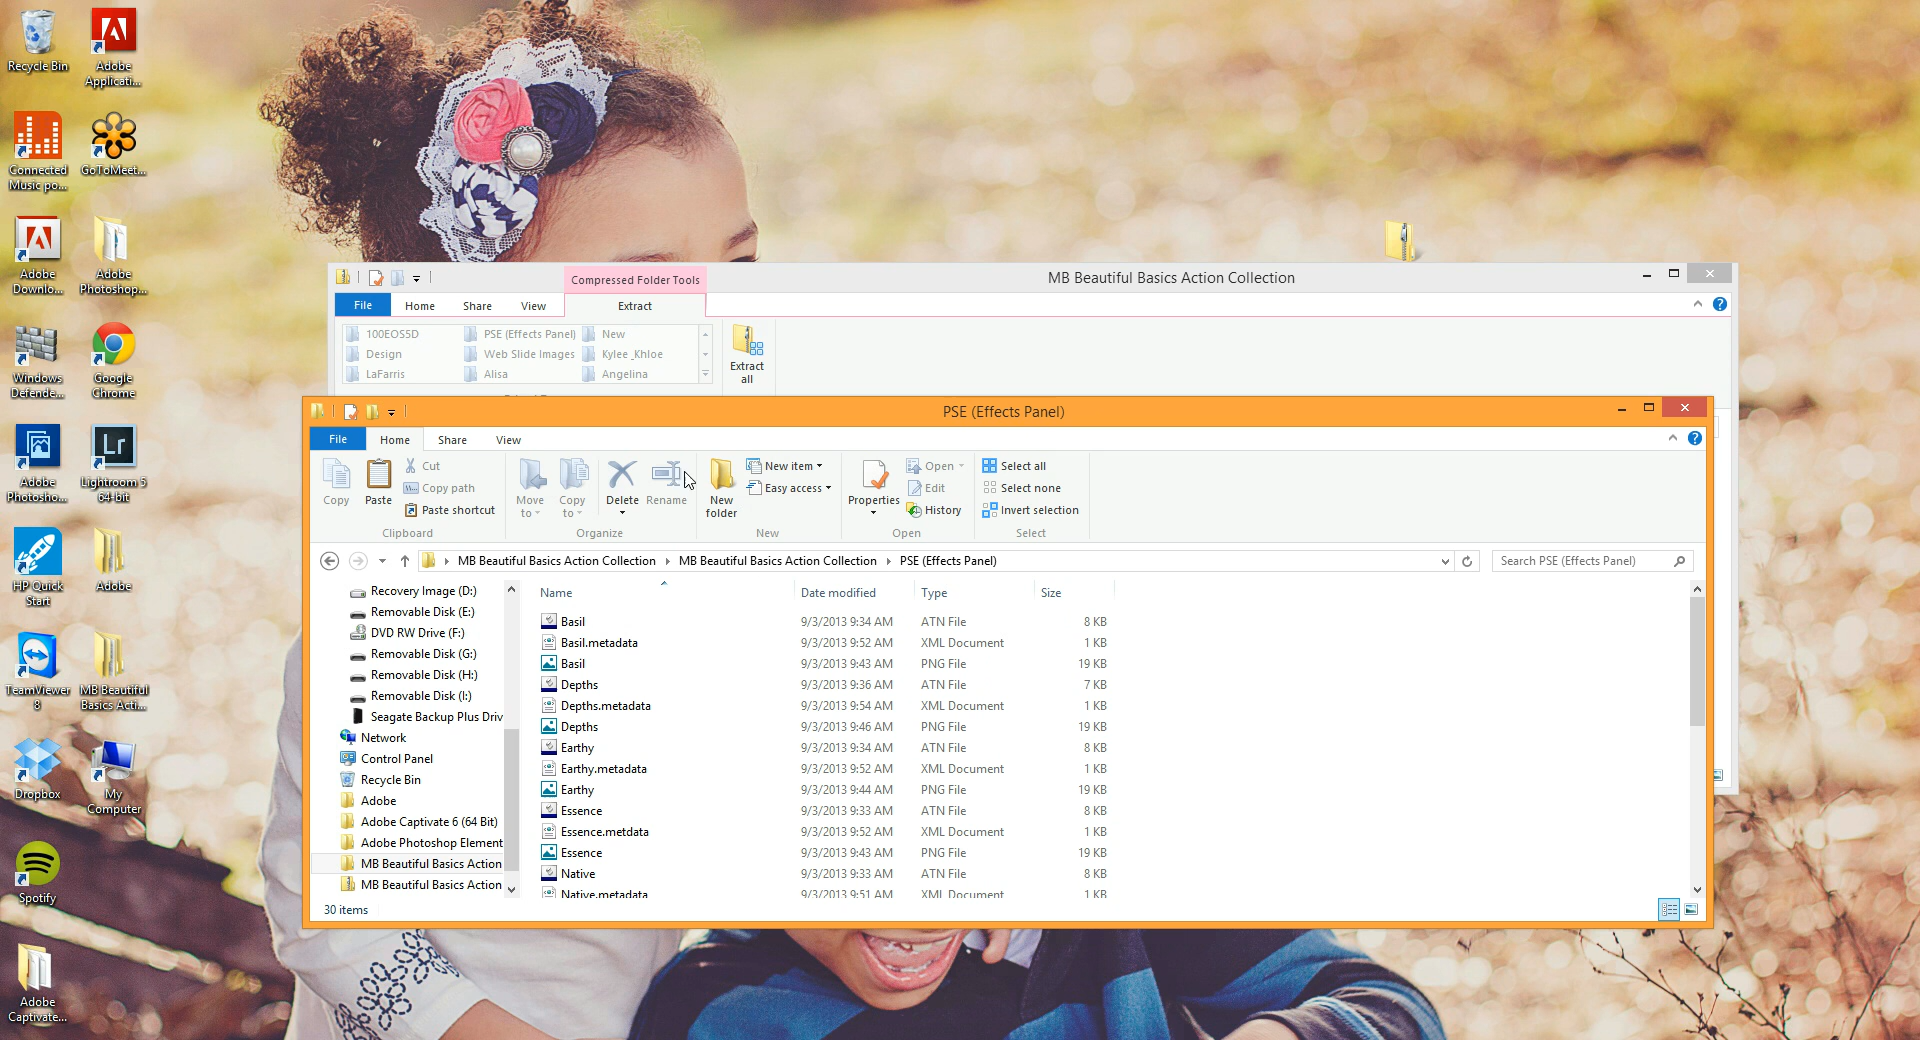 Recycle Bin
Adobe
Applicati...
Connected
Music po...
GoToMeet...
Adobe
Downlo...
Adobe
Photoshop...
Windows
Defende...
Google
Chrome
Adobe
Photosho...
Lightroom 5
64-bit
HP Quick
Start
Adobe
TeamViewer
8
MB Beautiful
Basics Acti...
Dropbox
My
Computer
Spotify
Adobe
Captivate...
Compressed Folder Tools
MB Beautiful Basics Action Collection
File Home Share View Extract
100EOS5D PSE (Effects Panel) New
Design Web Slide Images Kylee _Khloe
LaFarris Alisa Angelina
Extract
all
PSE (Effects Panel)
File Home Share View
Copy
Paste
Cut
Copy path
Paste shortcut
Clipboard
Move
to
Copy
to
Delete
Rename
Organize
New
folder
New item
Easy access
New
Properties
Open
Edit
History
Open
Select all
Select none
Invert selection
Select
MB Beautiful Basics Action Collection MB Beautiful Basics Action Collection PSE (Effects Panel)
Search PSE (Effects Panel)
Recovery Image (D:)
Removable Disk (E:)
DVD RW Drive (F:)
Removable Disk (G:)
Removable Disk (H:)
Removable Disk (I:)
Seagate Backup Plus Driv
Network
Control Panel
Recycle Bin
Adobe
Adobe Captivate 6 (64 Bit)
Adobe Photoshop Element
MB Beautiful Basics Action
MB Beautiful Basics Action
Name Date modified Type Size
Basil 9/3/2013 9:34 AM ATN File 8 KB
Basil.metadata 9/3/2013 9:52 AM XML Document 1 KB
Basil 9/3/2013 9:43 AM PNG File 19 KB
Depths 9/3/2013 9:36 AM ATN File 7 KB
Depths.metadata 9/3/2013 9:54 AM XML Document 1 KB
Depths 9/3/2013 9:46 AM PNG File 19 KB
Earthy 9/3/2013 9:34 AM ATN File 8 KB
Earthy.metadata 9/3/2013 9:52 AM XML Document 1 KB
Earthy 9/3/2013 9:44 AM PNG File 19 KB
Essence 9/3/2013 9:33 AM ATN File 8 KB
Essence.metdata 9/3/2013 9:52 AM XML Document 1 KB
Essence 9/3/2013 9:43 AM PNG File 19 KB
Native 9/3/2013 9:33 AM ATN File 8 KB
Native.metadata 9/3/2013 9:51 AM XML Document 1 KB
30 items